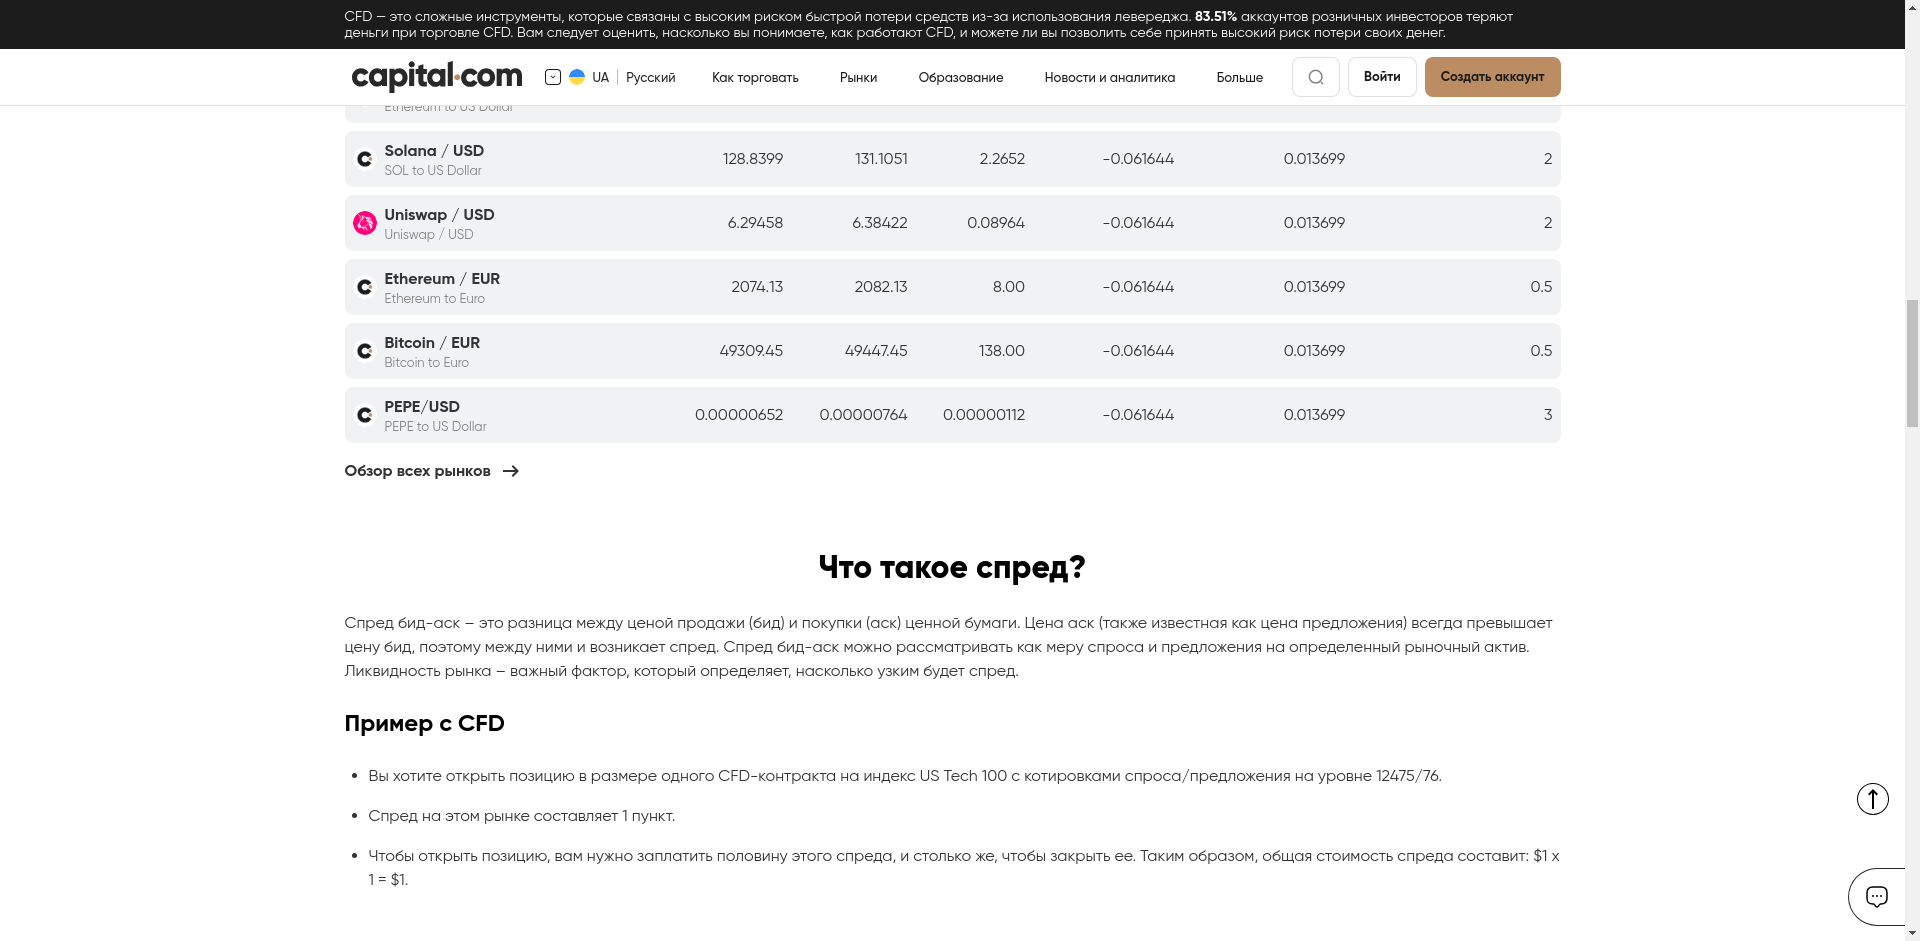 CFD — это сложные инструменты, которые связаны с высоким риском быстрой потери средств из-за использования левереджа. 83.51% аккаунтов розничных инвесторов теряют
деньги при торговле CFD. Вам следует оценить, насколько вы понимаете, как работают CFD, и можете ли вы позволить себе принять высокий риск потери своих денег.
capital.com UA Русский Как торговать Рынки Образование Новости и аналитика Больше Войти Создать аккаунт
Ethereum to US Dollar
Solana / USD
SOL to US Dollar
128.8399 131.1051 2.2652 -0.061644 0.013699 2
Uniswap / USD
Uniswap / USD
6.29458 6.38422 0.08964 -0.061644 0.013699 2
Ethereum / EUR
Ethereum to Euro
2074.13 2082.13 8.00 -0.061644 0.013699 0.5
Bitcoin / EUR
Bitcoin to Euro
49309.45 49447.45 138.00 -0.061644 0.013699 0.5
PEPE/USD
PEPE to US Dollar
0.00000652 0.00000764 0.00000112 -0.061644 0.013699 3
Обзор всех рынков
Что такое спред?
Спред бид-аск – это разница между ценой продажи (бид) и покупки (аск) ценной бумаги. Цена аск (также известная как цена предложения) всегда превышает
цену бид, поэтому между ними и возникает спред. Спред бид-аск можно рассматривать как меру спроса и предложения на определенный рыночный актив.
Ликвидность рынка – важный фактор, который определяет, насколько узким будет спред.
Пример с CFD
Вы хотите открыть позицию в размере одного CFD-контракта на индекс US Tech 100 с котировками спроса/предложения на уровне 12475/76.
Спред на этом рынке составляет 1 пункт.
Чтобы открыть позицию, вам нужно заплатить половину этого спреда, и столько же, чтобы закрыть ее. Таким образом, общая стоимость спреда составит: $1 x
1 = $1.